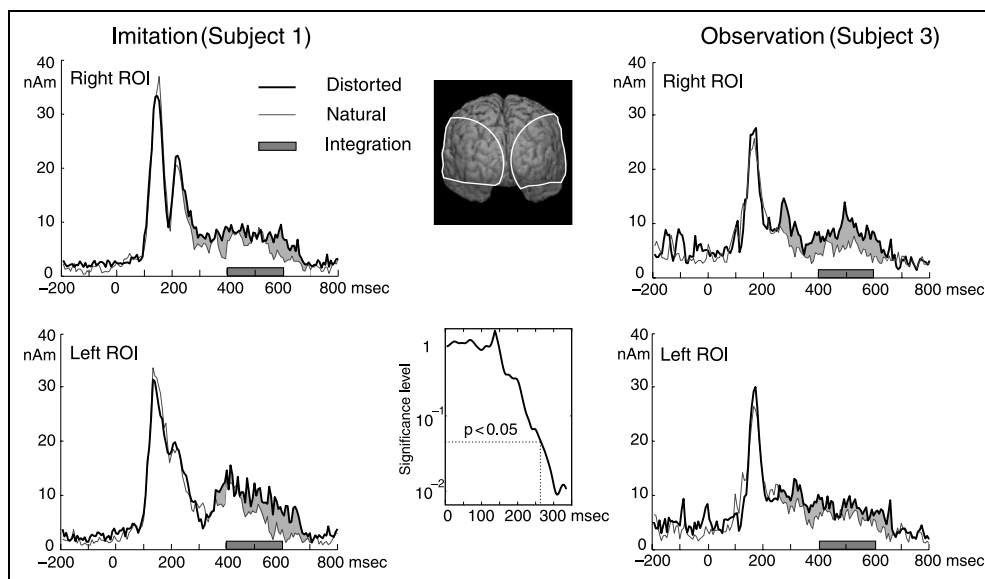 Imitation (Subject 1)
Observation (Subject 3)
40
nAm
30
20
10
0
Right ROI
−200 0 200 400 600 800 msec
Distorted
Natural
Integration
40
nAm
30
20
10
0
Right ROI
−200 0 200 400 600 800 msec
40
nAm
30
20
10
0
Left ROI
−200 0 200 400 600 800 msec
Significance level
1
10−1
10−2
p<0.05
0 100 200 300 msec
40
nAm
30
20
10
0
Left ROI
−200 0 200 400 600 800 msec